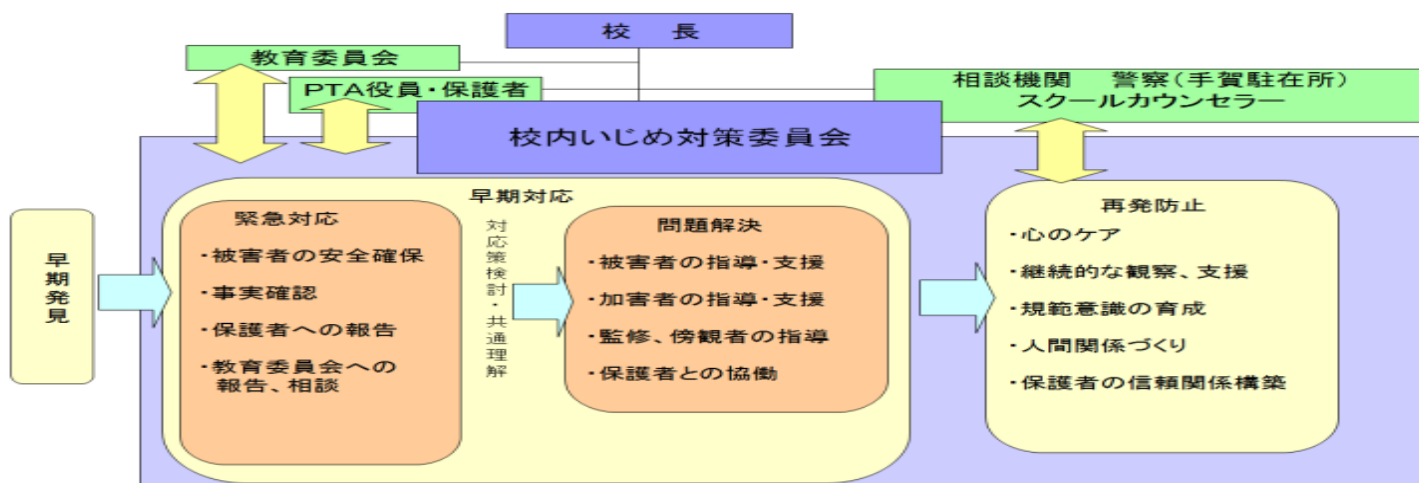 校 長
教育委員会
PTA役員・保護者
相談機関 警察(手賀駐在所)
スクールカウンセラー
校内いじめ対策委員会
早期発見
早期対応
緊急対応
・被害者の安全確保
・事実確認
・保護者への報告
・教育委員会への
報告、相談
対応策検討・共通理解
問題解決
・被害者の指導・支援
・加害者の指導・支援
・監修、傍観者の指導
・保護者との協働
再発防止
・心のケア
・継続的な観察、支援
・規範意識の育成
・人間関係づくり
・保護者の信頼関係構築